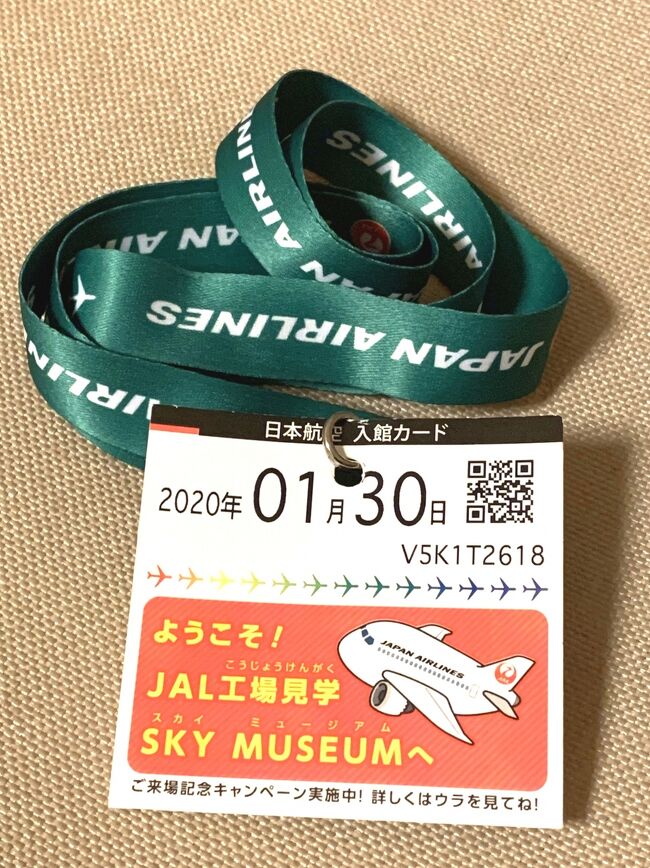 AIRLINES
JAPAN AIRLINES
JAPAN AIRLINES
JAPAN AIRLINES
AIRLINES
日本航 入館カード
2020年01月30日
V5K1T2618
ようこそ!
こうじょうけんがく
JAL工場見学
スカイ ミュージアム
SKY MUSEUMへ
JAPAN AIRLINES
ご来場記念キャンペーン実施中!詳しくはウラを見てね!